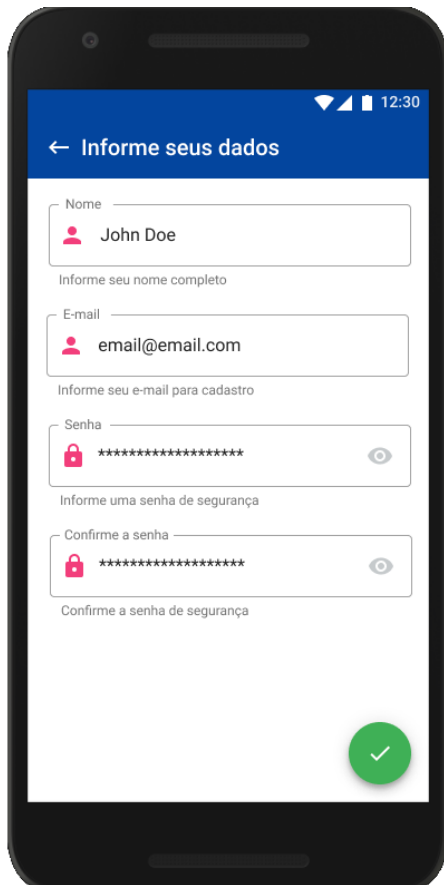 12:30
Informe seus dados
Nome
John Doe
Informe seu nome completo
E-mail
email@email.com
Informe seu e-mail para cadastro
Senha
*******************
Informe uma senha de segurança
Confirme a senha
*******************
Confirme a senha de segurança